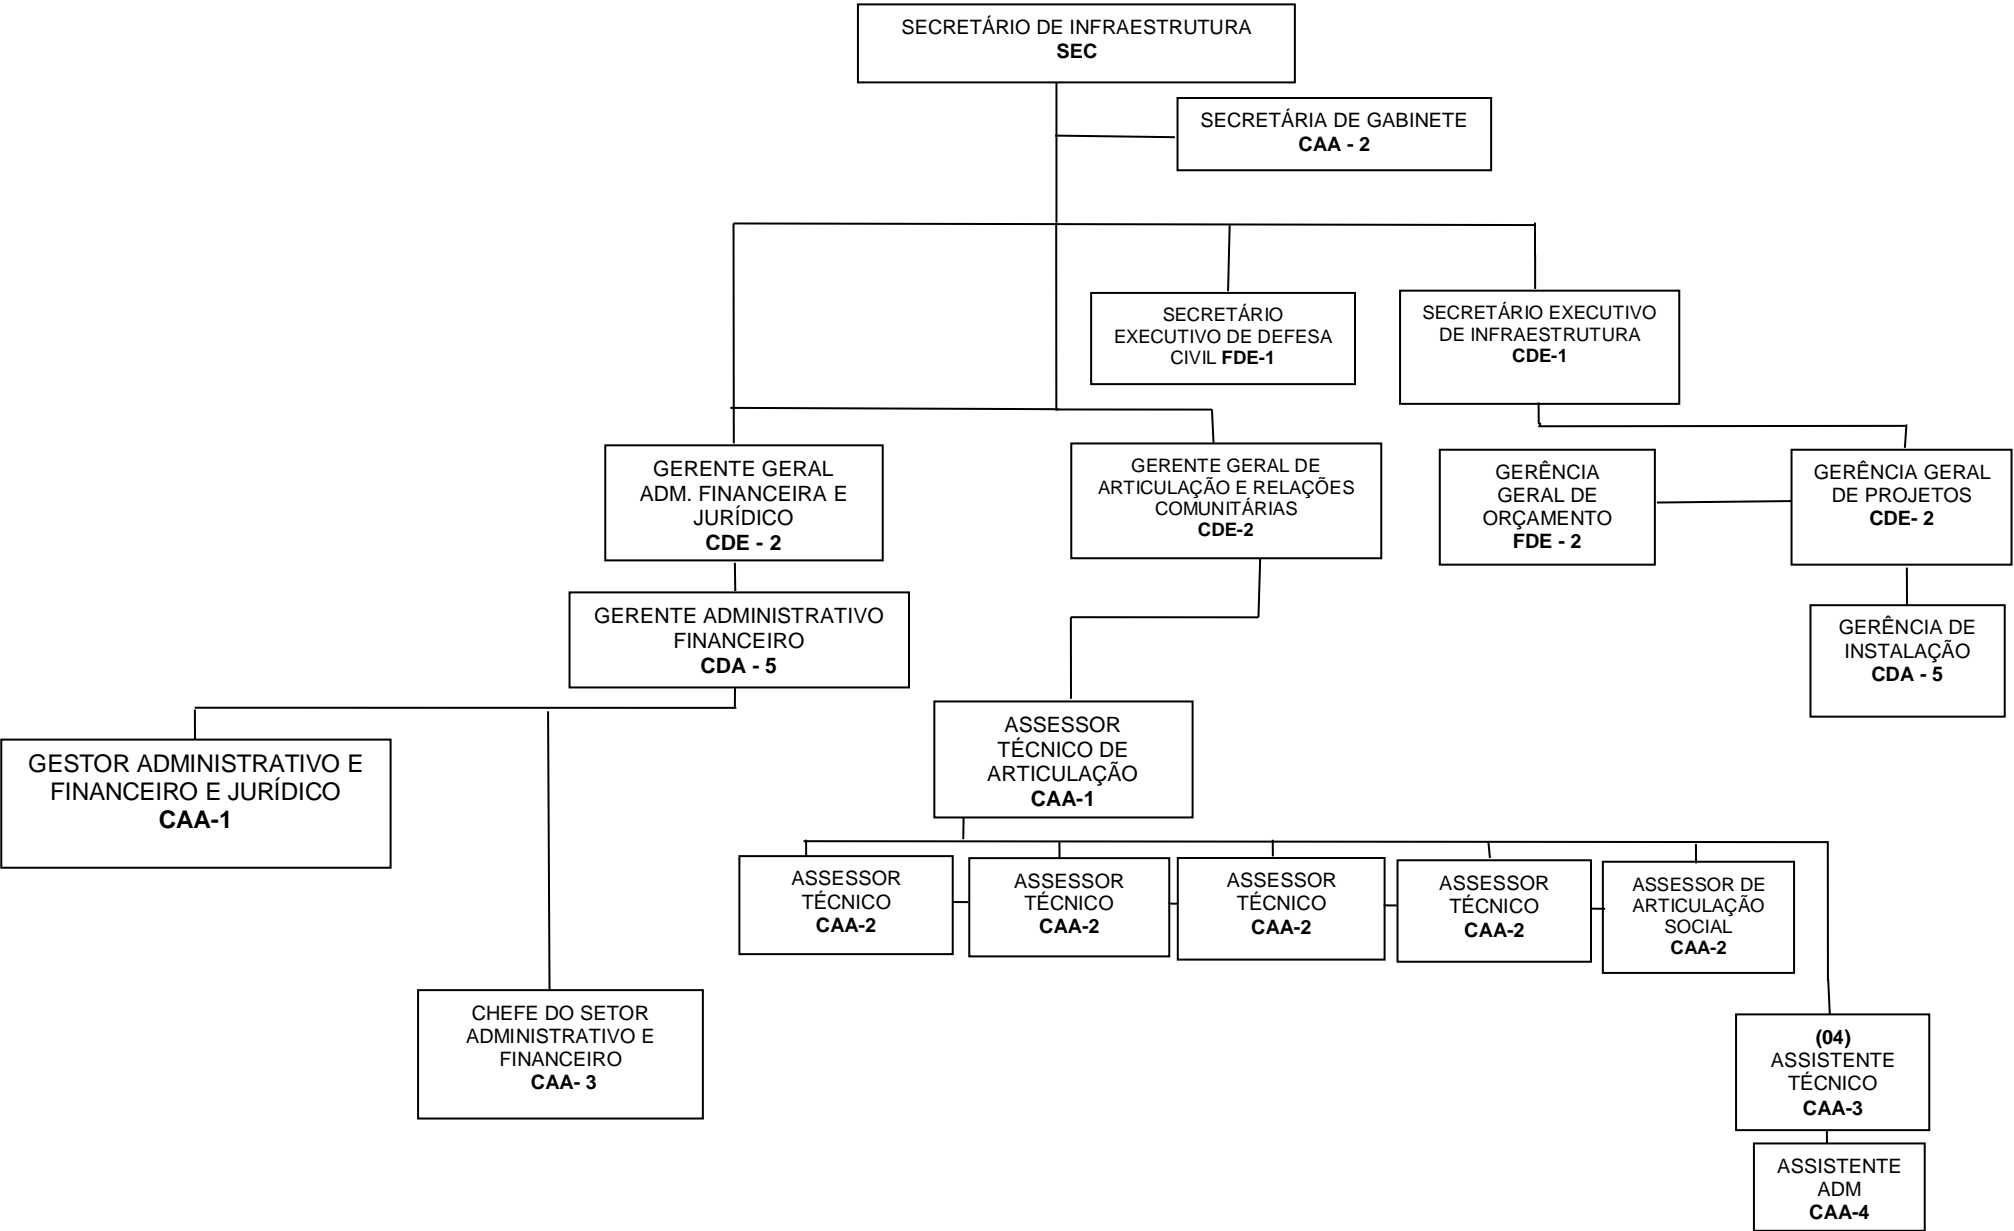 SECRETÁRIO DE INFRAESTRUTURA
SEC
SECRETÁRIA DE GABINETE
CAA - 2
SECRETÁRIO
EXECUTIVO DE DEFESA
CIVIL FDE-1
SECRETÁRIO EXECUTIVO
DE INFRAESTRUTURA
CDE-1
GERENTE GERAL
ADM. FINANCEIRA E
JURÍDICO
CDE - 2
GERENTE GERAL DE
ARTICULAÇÃO E RELAÇÕES
COMUNITÁRIAS
CDE-2
GERÊNCIA
GERAL DE
ORÇAMENTO
FDE - 2
GERÊNCIA GERAL
DE PROJETOS
CDE- 2
GERENTE ADMINISTRATIVO
FINANCEIRO
CDA - 5
GERÊNCIA DE
INSTALAÇÃO
CDA - 5
GESTOR ADMINISTRATIVO E
FINANCEIRO E JURÍDICO
CAA-1
ASSESSOR
TÉCNICO DE
ARTICULAÇÃO
CAA-1
ASSESSOR
TÉCNICO
CAA-2
ASSESSOR
TÉCNICO
CAA-2
ASSESSOR
TÉCNICO
CAA-2
ASSESSOR
TÉCNICO
CAA-2
ASSESSOR DE
ARTICULAÇÃO
SOCIAL
CAA-2
CHEFE DO SETOR
ADMINISTRATIVO E
FINANCEIRO
CAA- 3
(04)
ASSISTENTE
TÉCNICO
CAA-3
ASSISTENTE
ADM
CAA-4